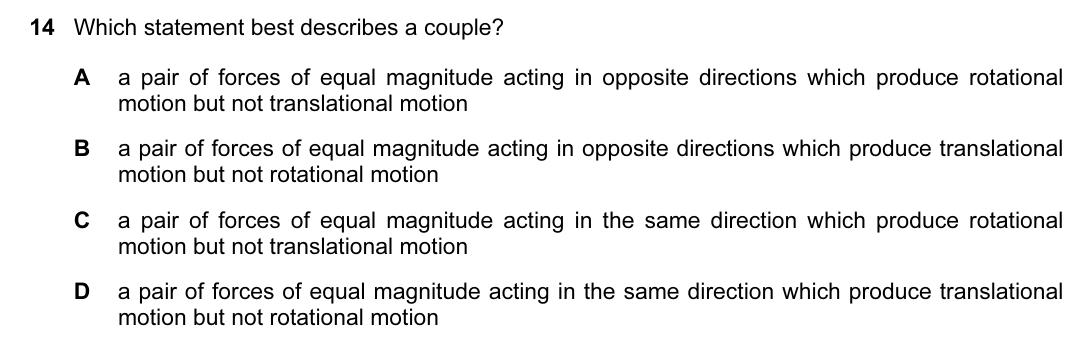 14 Which statement best describes a couple?
A a pair of forces of equal magnitude acting in opposite directions which produce rotational
motion but not translational motion
B a pair of forces of equal magnitude acting in opposite directions which produce translational
motion but not rotational motion
C a pair of forces of equal magnitude acting in the same direction which produce rotational
motion but not translational motion
D a pair of forces of equal magnitude acting in the same direction which produce translational
motion but not rotational motion